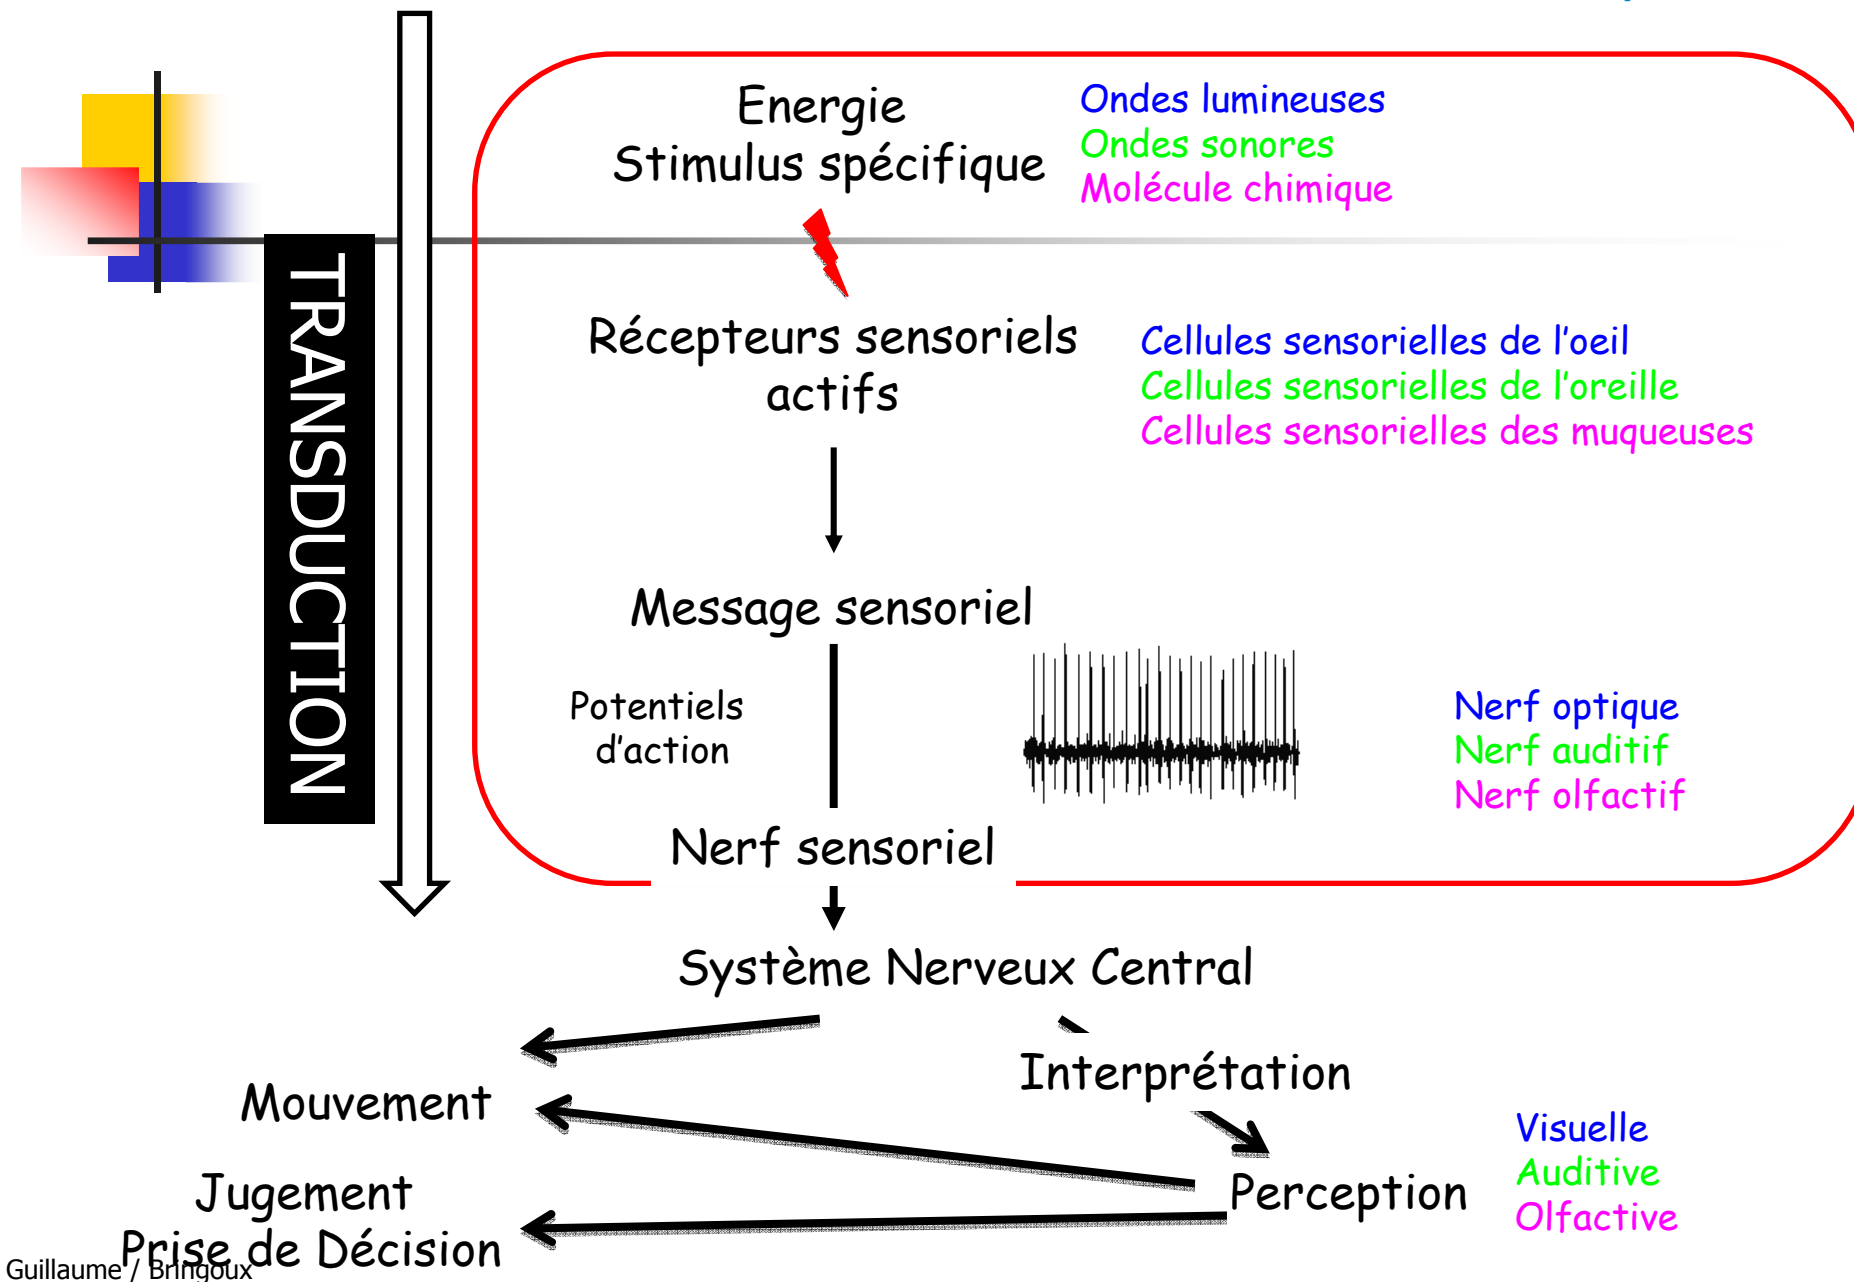 Energie
Stimulus spécifique
Ondes lumineuses
Ondes sonores
Molécule chimique
TRANSDUCTION
Récepteurs sensoriels
actifs
Cellules sensorielles de l'oeil
Cellules sensorielles de l'oreille
Cellules sensorielles des muqueuses
Message sensoriel
Potentiels
d'action
Nerf optique
Nerf auditif
Nerf olfactif
Nerf sensoriel
Système Nerveux Central
Interprétation
Mouvement
Visuelle
Auditive
Olfactive
Perception
Jugement
Prise de Décision
Guillaume / Bringoux